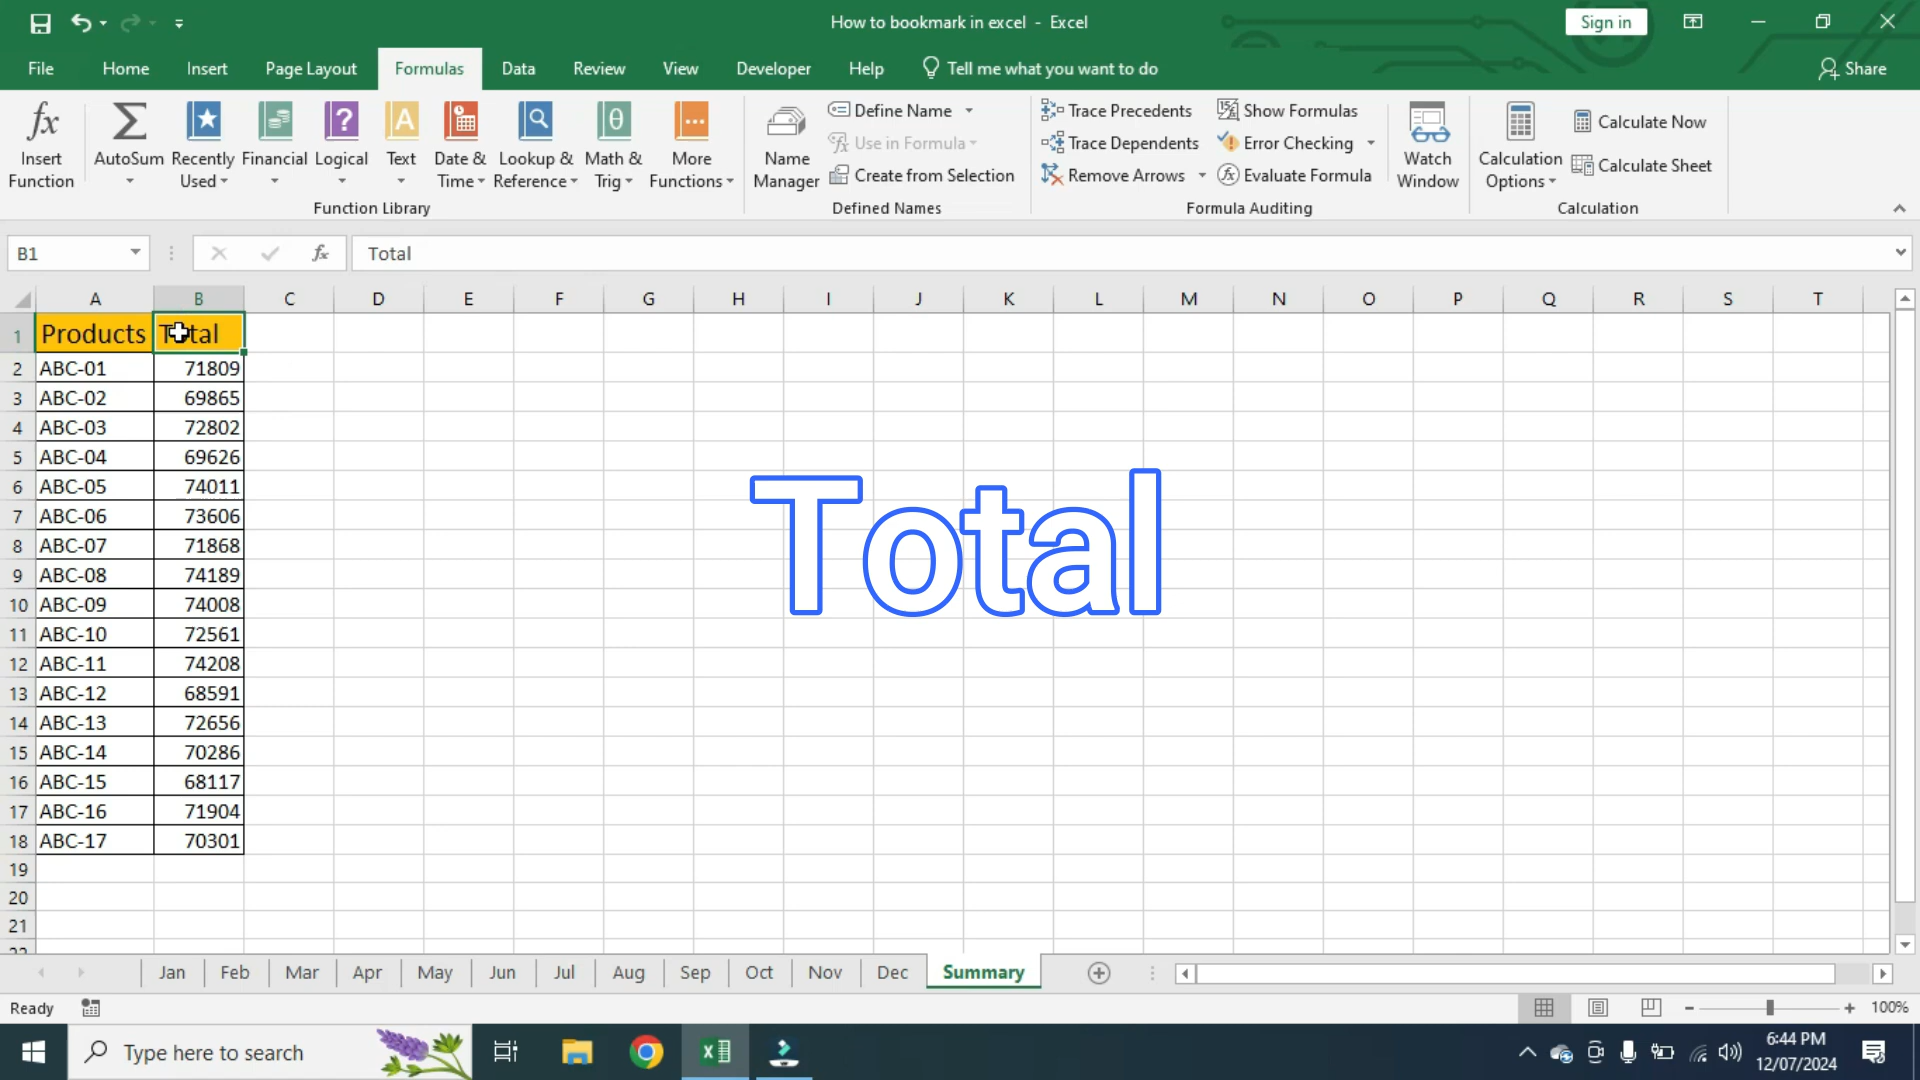 How to bookmark in excel - Excel
Sign in
File Home Insert Page Layout Formulas Data Review View Developer Help Tell me what you want to do Share
Insert Function
AutoSum
Recently Used
Financial
Logical
Text
Date & Time
Lookup & Reference
Math & Trig
More Functions
Function Library
Name Manager
Define Name
Use in Formula
Create from Selection
Defined Names
Trace Precedents
Trace Dependents
Remove Arrows
Show Formulas
Error Checking
Evaluate Formula
Formula Auditing
Watch Window
Calculation Options
Calculate Now
Calculate Sheet
Calculation
B1 fx Total
A B C D E F G H I J K L M N O P Q R S T
1 Products Total
2 ABC-01 71809
3 ABC-02 69865
4 ABC-03 72802
5 ABC-04 69626
6 ABC-05 74011
7 ABC-06 73606
8 ABC-07 71868
9 ABC-08 74189
10 ABC-09 74008
11 ABC-10 72561
12 ABC-11 74208
13 ABC-12 68591
14 ABC-13 72656
15 ABC-14 70286
16 ABC-15 68117
17 ABC-16 71904
18 ABC-17 70301
19
20
21
22
Total
Jan Feb Mar Apr May Jun Jul Aug Sep Oct Nov Dec Summary
Ready
100%
Type here to search
6:44 PM
12/07/2024